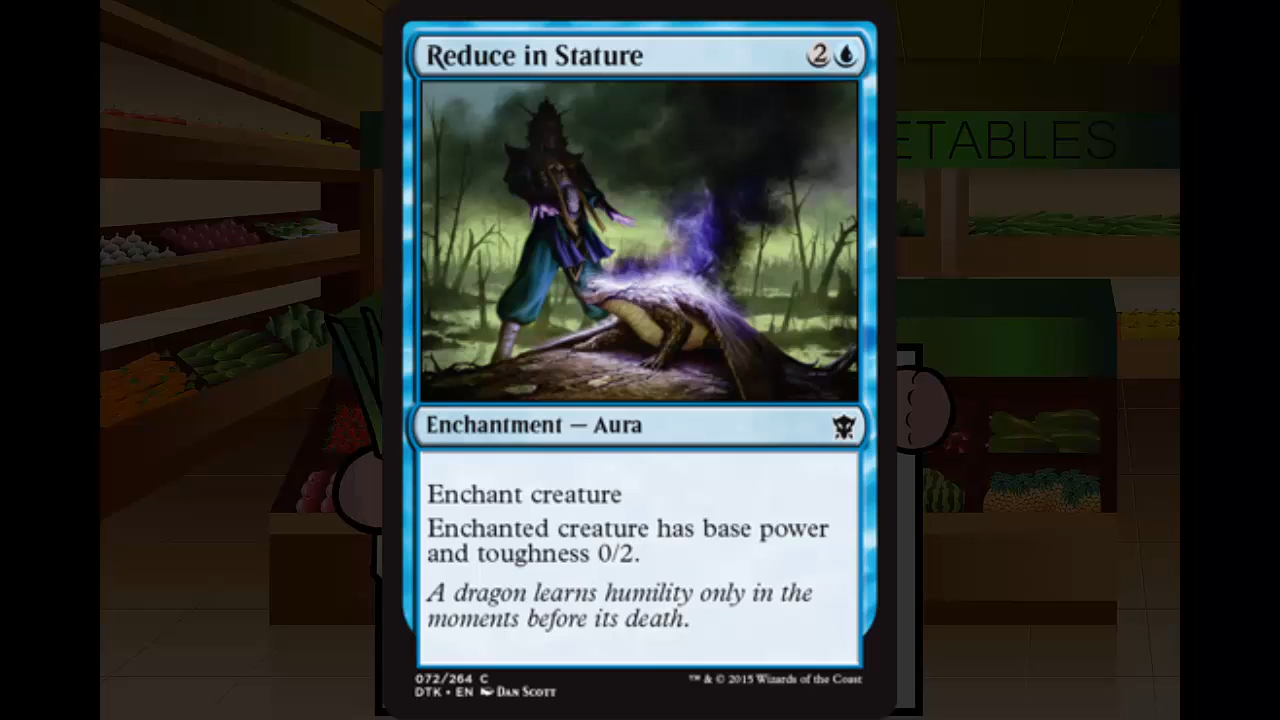 Reduce in Stature 2
ETABLES
Enchantment — Aura
Enchant creature
Enchanted creature has base power
and toughness 0/2.
A dragon learns humility only in the
moments before its death.
072/264 C
DTK • EN DAN SCOTT
™ & © 2015 Wizards of the Coast